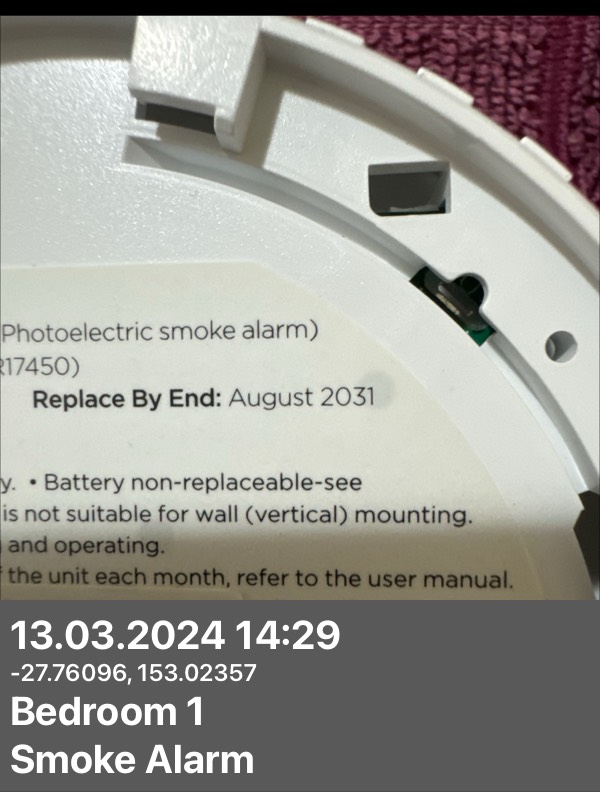 Photoelectric smoke alarm)
R17450)
Replace By End: August 2031
y. • Battery non-replaceable-see
is not suitable for wall (vertical) mounting.
and operating.
the unit each month, refer to the user manual.
13.03.2024 14:29
-27.76096, 153.02357
Bedroom 1
Smoke Alarm